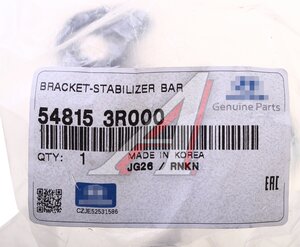 BRACKET-STABILIZER BAR
54815 3R000
Genuine Parts
QTY: 1
MADE IN KOREA
JG26 / RNKN
EAC
CZJE52531586